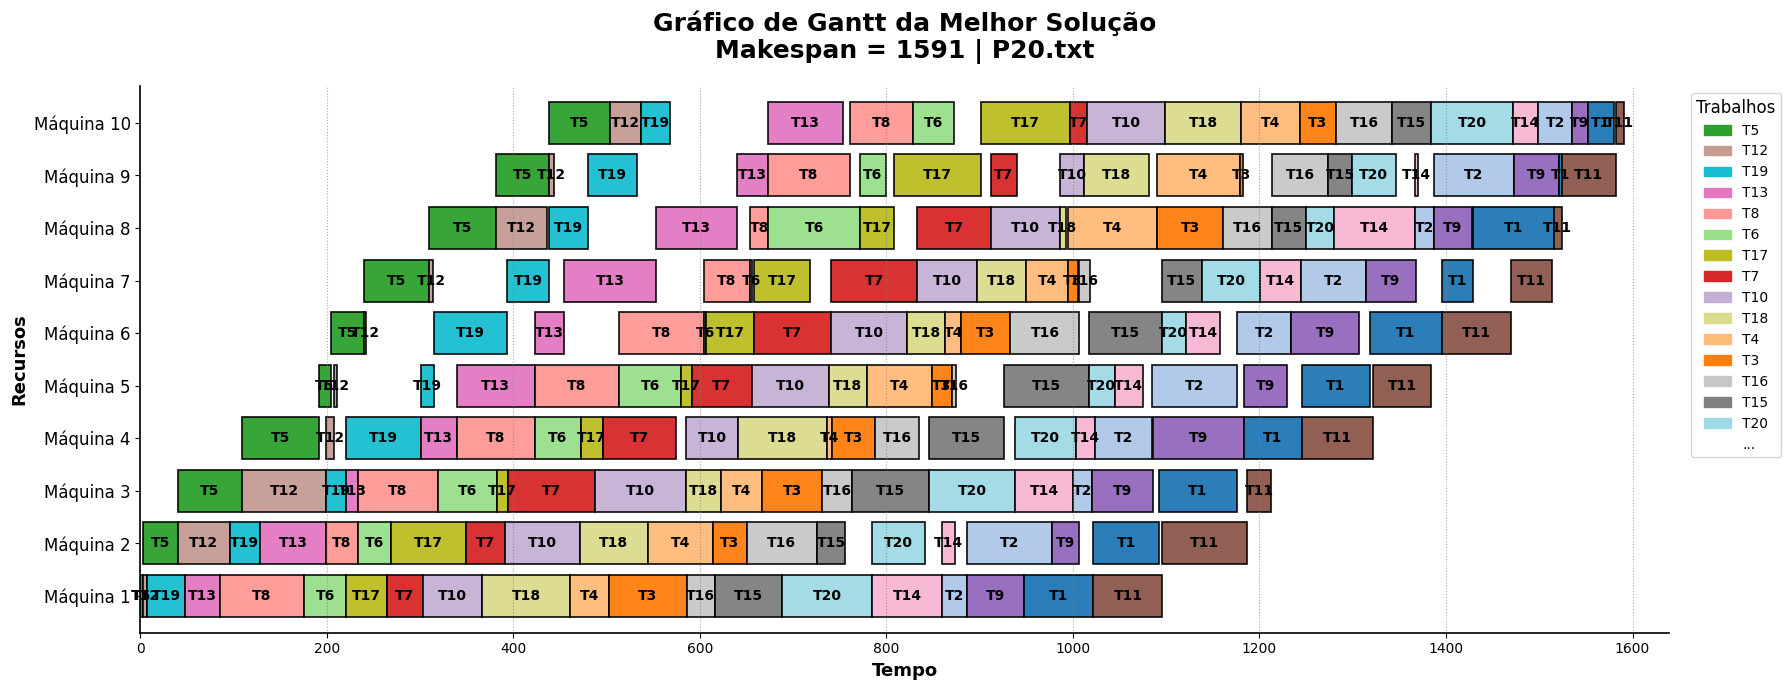 Gráfico de Gantt da Melhor Solução
Makespan = 1591 | P20.txt
Recursos
Máquina 10 T5 T12 T19 T13 T8 T6 T17 T7 T10 T18 T4 T3 T16 T15 T20 T14 T2 T9 T1 T11
Máquina 9 T5 T12 T19 T13 T8 T6 T17 T7 T10 T18 T4 T3 T16 T15 T20 T14 T2 T9 T1 T11
Máquina 8 T5 T12 T19 T13 T8 T6 T17 T7 T10 T18 T4 T3 T16 T15 T20 T14 T2 T9 T1 T11
Máquina 7 T5 T12 T19 T13 T8 T6 T17 T7 T10 T18 T4 T3 T16 T15 T20 T14 T2 T9 T1 T11
Máquina 6 T5 T12 T19 T13 T8 T6 T17 T7 T10 T18 T4 T3 T16 T15 T20 T14 T2 T9 T1 T11
Máquina 5 T5 T12 T19 T13 T8 T6 T17 T7 T10 T18 T4 T3 T16 T15 T20 T14 T2 T9 T1 T11
Máquina 4 T5 T12 T19 T13 T8 T6 T17 T7 T10 T18 T4 T3 T16 T15 T20 T14 T2 T9 T1 T11
Máquina 3 T5 T12 T19 T13 T8 T6 T17 T7 T10 T18 T4 T3 T16 T15 T20 T14 T2 T9 T1 T11
Máquina 2 T5 T12 T19 T13 T8 T6 T17 T7 T10 T18 T4 T3 T16 T15 T20 T14 T2 T9 T1 T11
Máquina 1 T5 T12 T19 T13 T8 T6 T17 T7 T10 T18 T4 T3 T16 T15 T20 T14 T2 T9 T1 T11
0 200 400 600 800 1000 1200 1400 1600
Tempo
Trabalhos
T5
T12
T19
T13
T8
T6
T17
T7
T10
T18
T4
T3
T16
T15
T20
...